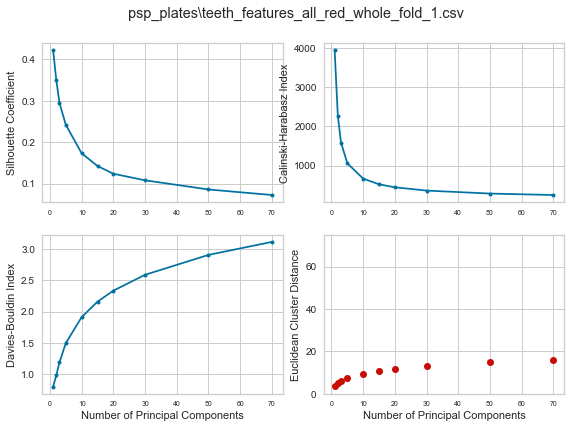 psp_plates\teeth_features_all_red_whole_fold_1.csv
Silhouette Coefficient
0.4
0.3
0.2
0.1
0 10 20 30 40 50 60 70
Calinski-Harabasz Index
4000
3000
2000
1000
0 10 20 30 40 50 60 70
Davies-Bouldin Index
3.0
2.5
2.0
1.5
1.0
0 10 20 30 40 50 60 70
Number of Principal Components
Euclidean Cluster Distance
60
40
20
0
0 10 20 30 40 50 60 70
Number of Principal Components